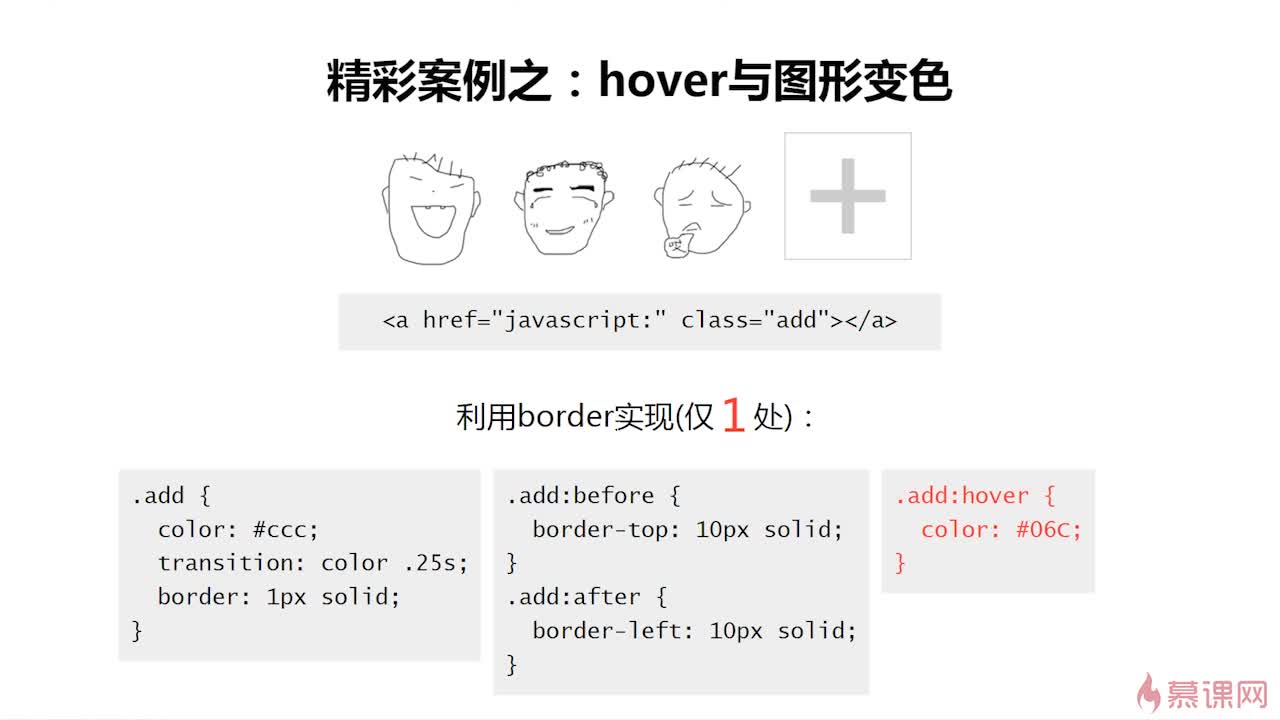 精彩案例之：hover与图形变色
<a href="javascript:" class="add"></a>
利用border实现(仅 1 处)：
.add {
  color: #ccc;
  transition: color .25s;
  border: 1px solid;
}
.add:before {
  border-top: 10px solid;
}
.add:after {
  border-left: 10px solid;
}
.add:hover {
  color: #06C;
}
慕课网